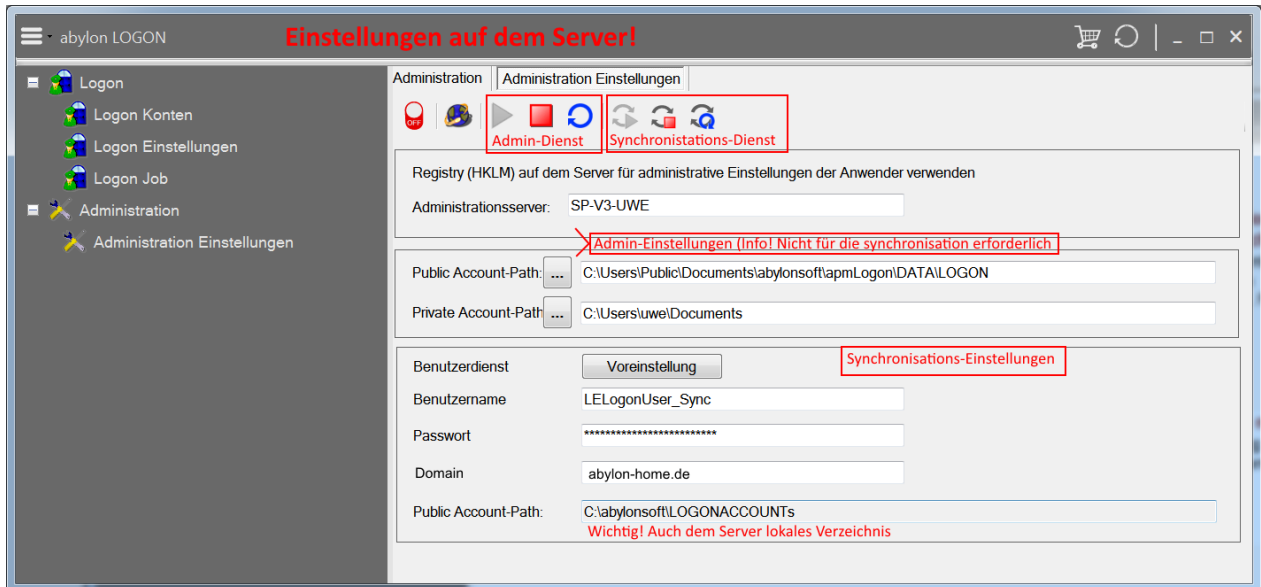 abylon LOGON
Einstellungen auf dem Server!
Logon
Logon Konten
Logon Einstellungen
Logon Job
Administration
Administration Einstellungen
Administration
Administration Einstellungen
OFF
Admin-Dienst
Synchronistations-Dienst
Registry (HKLM) auf dem Server für administrative Einstellungen der Anwender verwenden
Administrationsserver: SP-V3-UWE
Admin-Einstellungen (Info! Nicht für die synchronisation erforderlich
Public Account-Path: ... C:\Users\Public\Documents\abylonsoft\apmLogon\DATA\LOGON
Private Account-Path ... C:\Users\uwe\Documents
Synchronisations-Einstellungen
Benutzerdienst Voreinstellung
Benutzername LELogonUser_Sync
Passwort *************************
Domain abylon-home.de
Public Account-Path: C:\abylonsoft\LOGONACCOUNTs
Wichtig! Auch dem Server lokales Verzeichnis